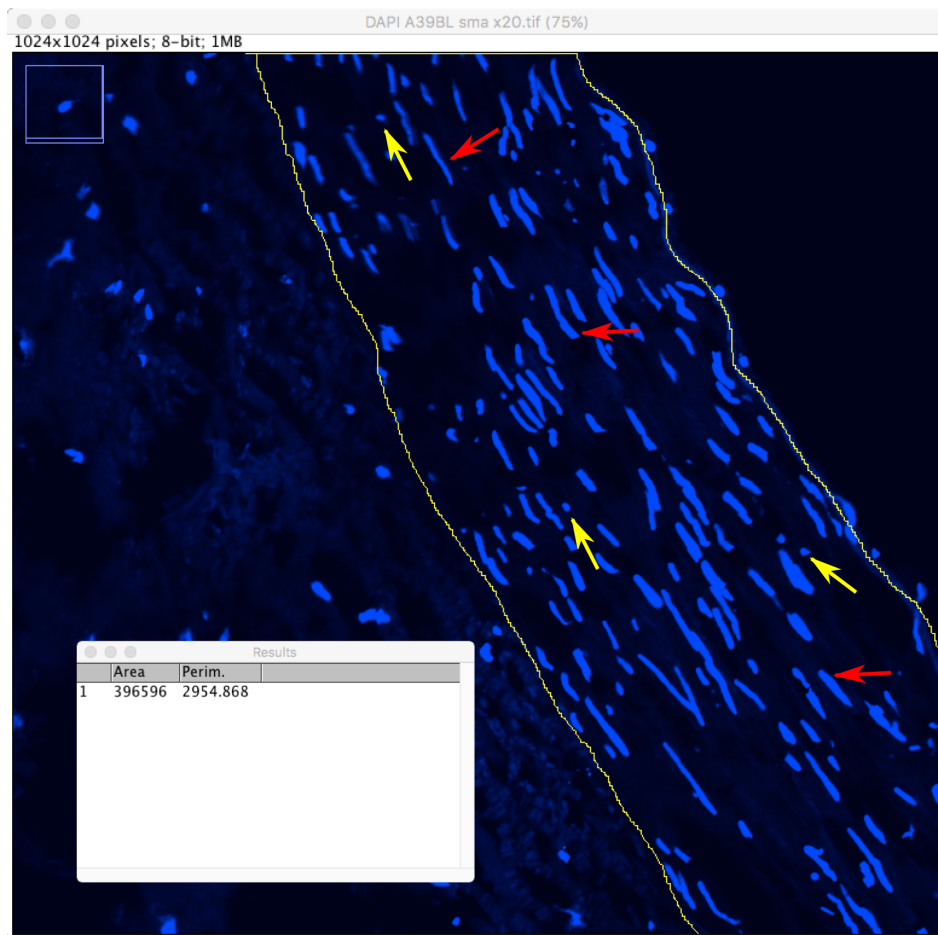 DAPI A39BL sma x20.tif (75%)
1024x1024 pixels; 8-bit; 1MB
Results
Area Perim.
1 396596 2954.868